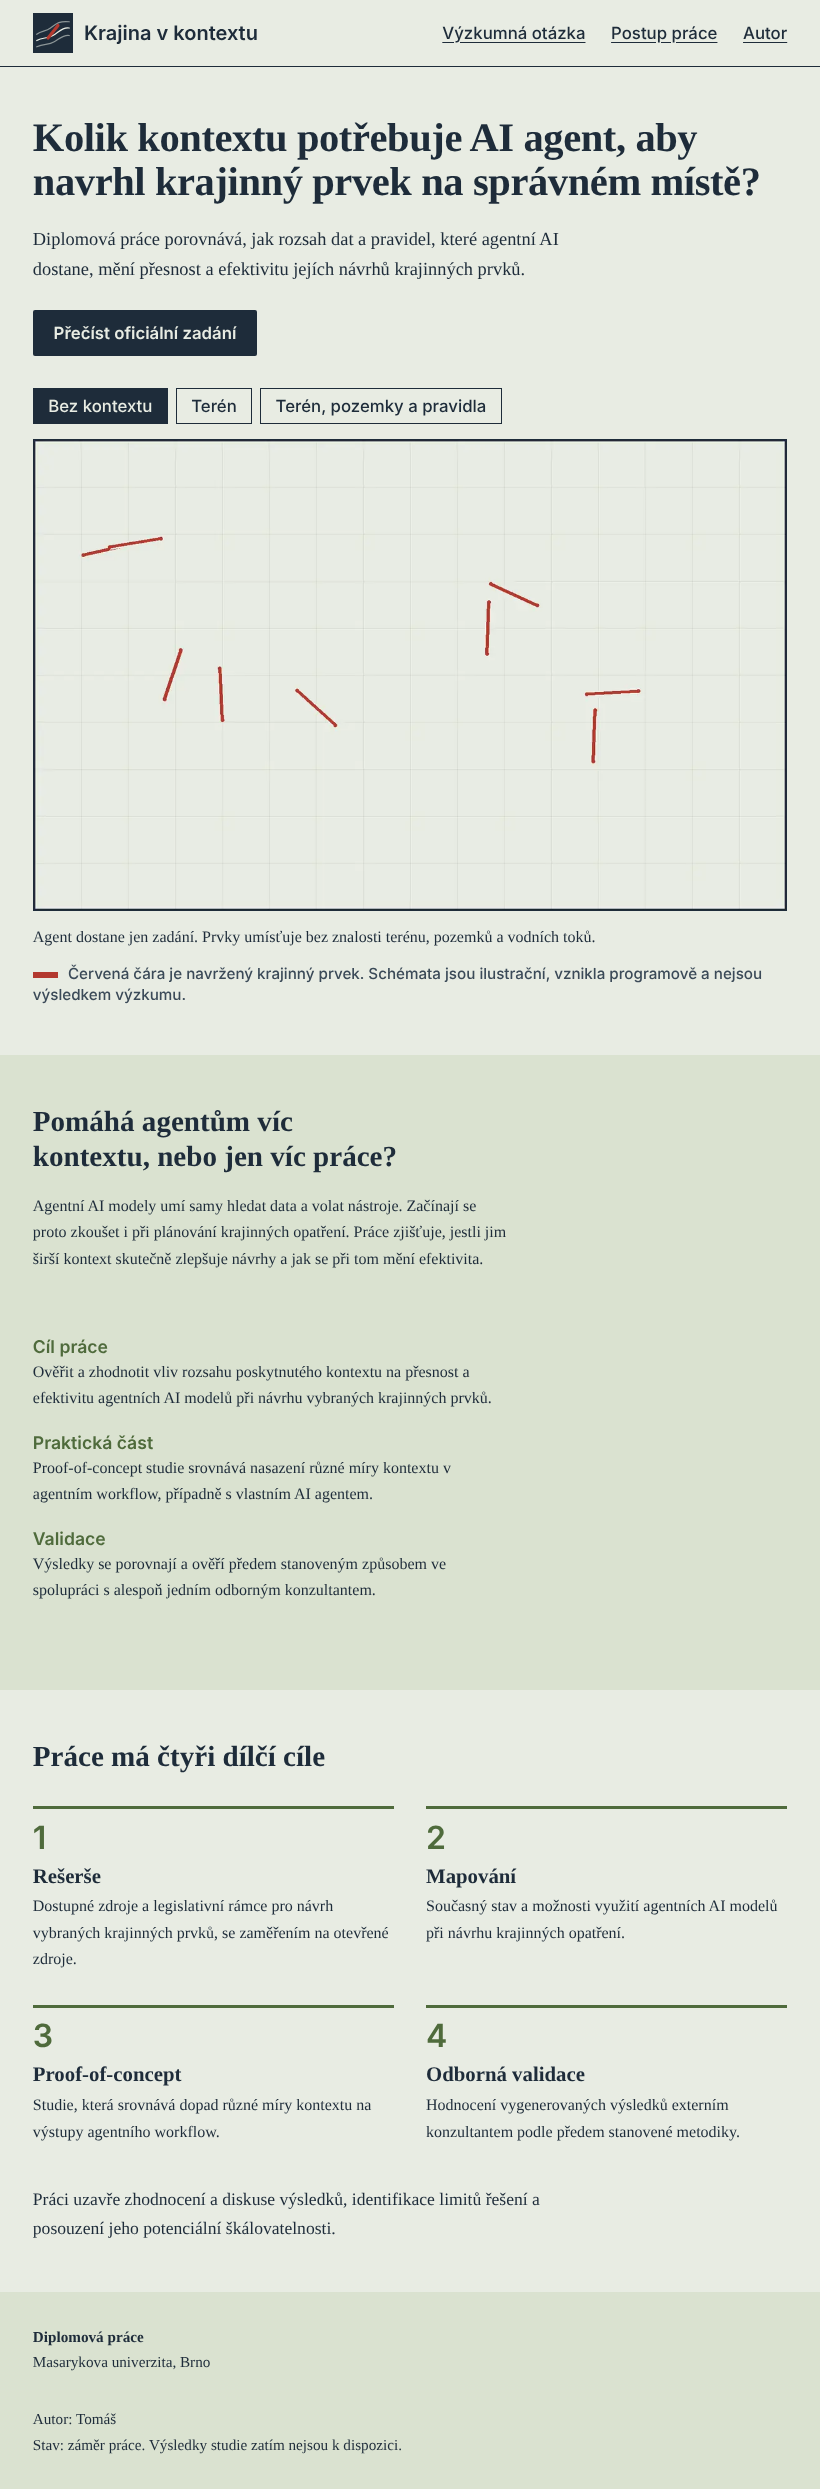 Krajina v kontextu
Výzkumná otázka
Postup práce
Autor
Kolik kontextu potřebuje AI agent, aby
navrhl krajinný prvek na správném místě?
Diplomová práce porovnává, jak rozsah dat a pravidel, které agentní AI
dostane, mění přesnost a efektivitu jejích návrhů krajinných prvků.
Přečíst oficiální zadání
Bez kontextu
Terén
Terén, pozemky a pravidla
Agent dostane jen zadání. Prvky umísťuje bez znalosti terénu, pozemků a vodních toků.
Červená čára je navržený krajinný prvek. Schémata jsou ilustrační, vznikla programově a nejsou
výsledkem výzkumu.
Pomáhá agentům víc
kontextu, nebo jen víc práce?
Agentní AI modely umí samy hledat data a volat nástroje. Začínají se
proto zkoušet i při plánování krajinných opatření. Práce zjišťuje, jestli jim
širší kontext skutečně zlepšuje návrhy a jak se při tom mění efektivita.
Cíl práce
Ověřit a zhodnotit vliv rozsahu poskytnutého kontextu na přesnost a
efektivitu agentních AI modelů při návrhu vybraných krajinných prvků.
Praktická část
Proof-of-concept studie srovnává nasazení různé míry kontextu v
agentním workflow, případně s vlastním AI agentem.
Validace
Výsledky se porovnají a ověří předem stanoveným způsobem ve
spolupráci s alespoň jedním odborným konzultantem.
Práce má čtyři dílčí cíle
1
Rešerše
Dostupné zdroje a legislativní rámce pro návrh
vybraných krajinných prvků, se zaměřením na otevřené
zdroje.
2
Mapování
Současný stav a možnosti využití agentních AI modelů
při návrhu krajinných opatření.
3
Proof-of-concept
Studie, která srovnává dopad různé míry kontextu na
výstupy agentního workflow.
4
Odborná validace
Hodnocení vygenerovaných výsledků externím
konzultantem podle předem stanovené metodiky.
Práci uzavře zhodnocení a diskuse výsledků, identifikace limitů řešení a
posouzení jeho potenciální škálovatelnosti.
Diplomová práce
Masarykova univerzita, Brno
Autor: Tomáš
Stav: záměr práce. Výsledky studie zatím nejsou k dispozici.